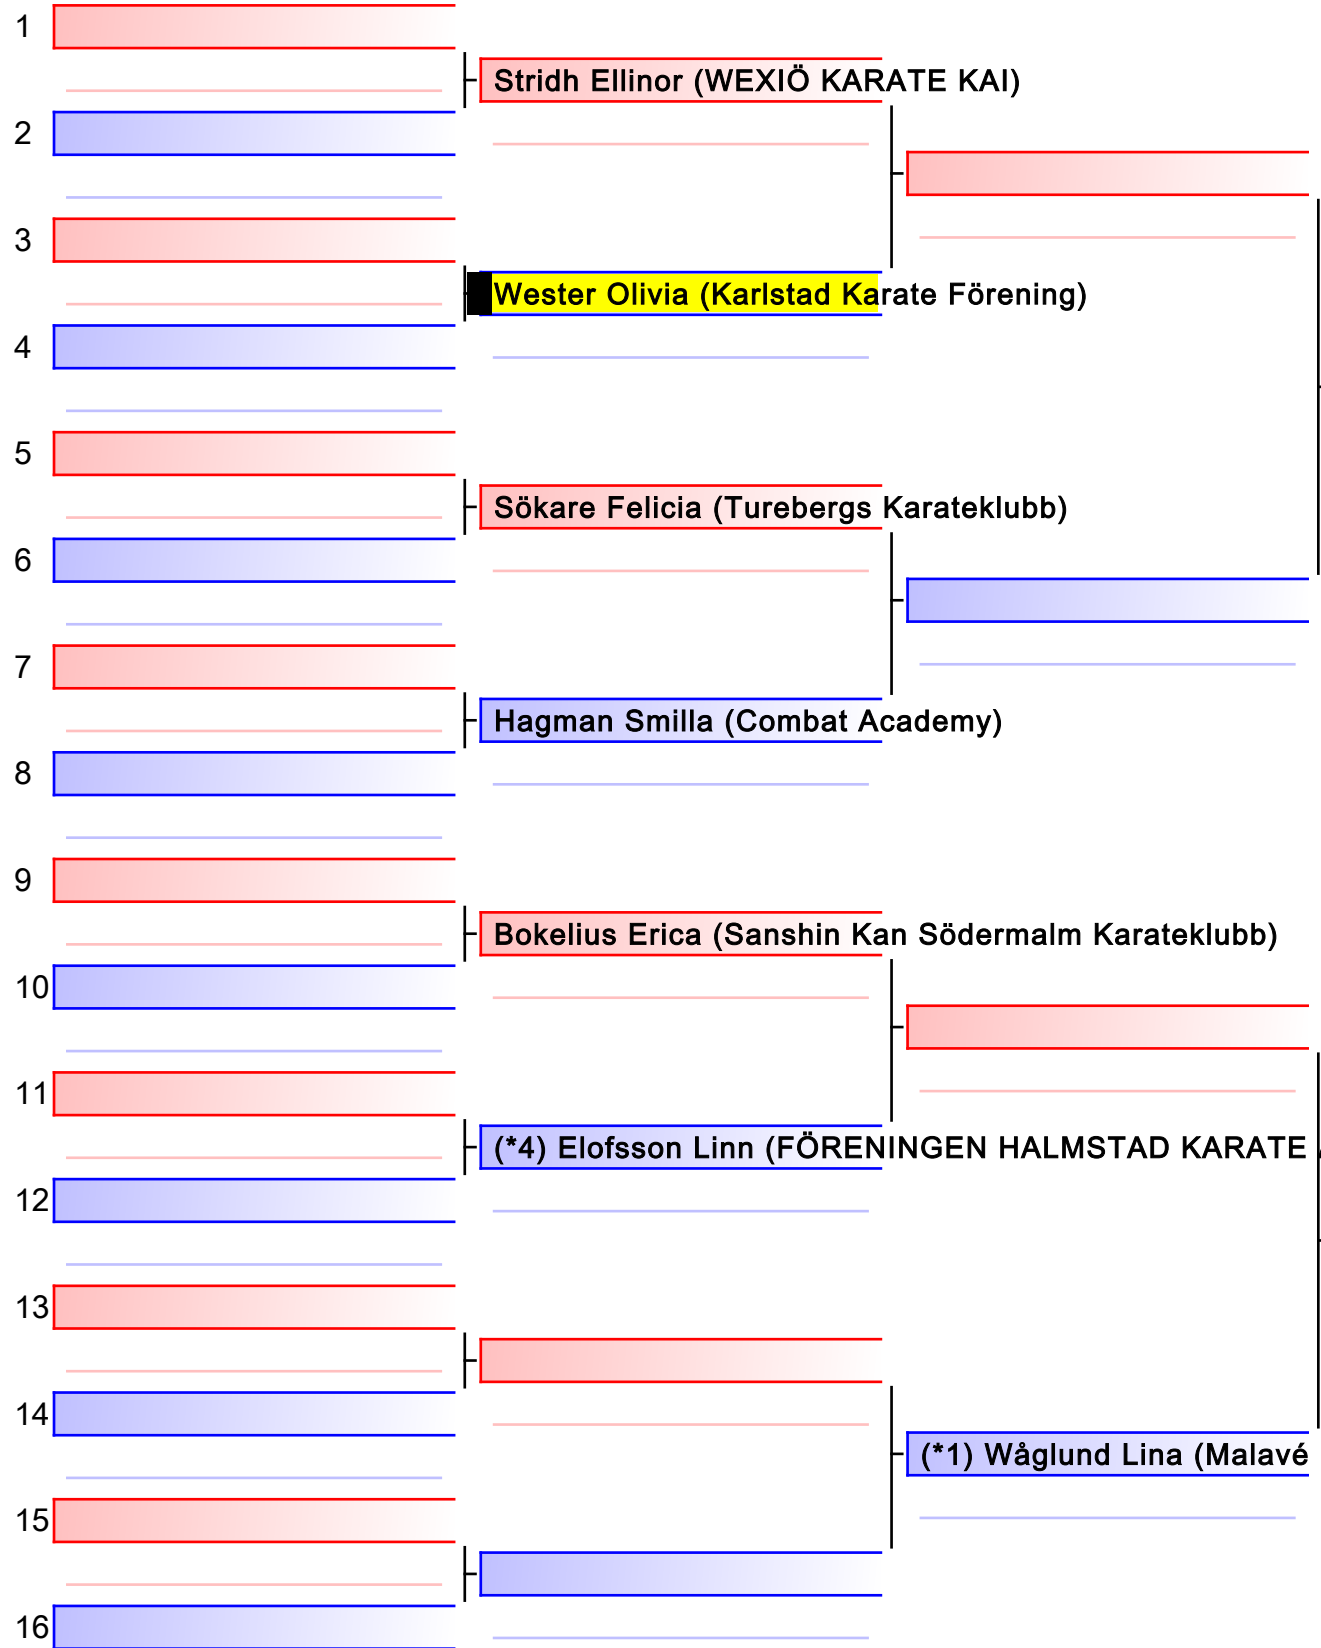 1
Stridh Ellinor (WEXIÖ KARATE KAI)
2
3
Wester Olivia (Karlstad Karate Förening)
4
5
Sökare Felicia (Turebergs Karateklubb)
6
7
Hagman Smilla (Combat Academy)
8
9
Bokelius Erica (Sanshin Kan Södermalm Karateklubb)
10
11
(*4) Elofsson Linn (FÖRENINGEN HALMSTAD KARATE
12
13
14
(*1) Wåglund Lina (Malavé
15
16